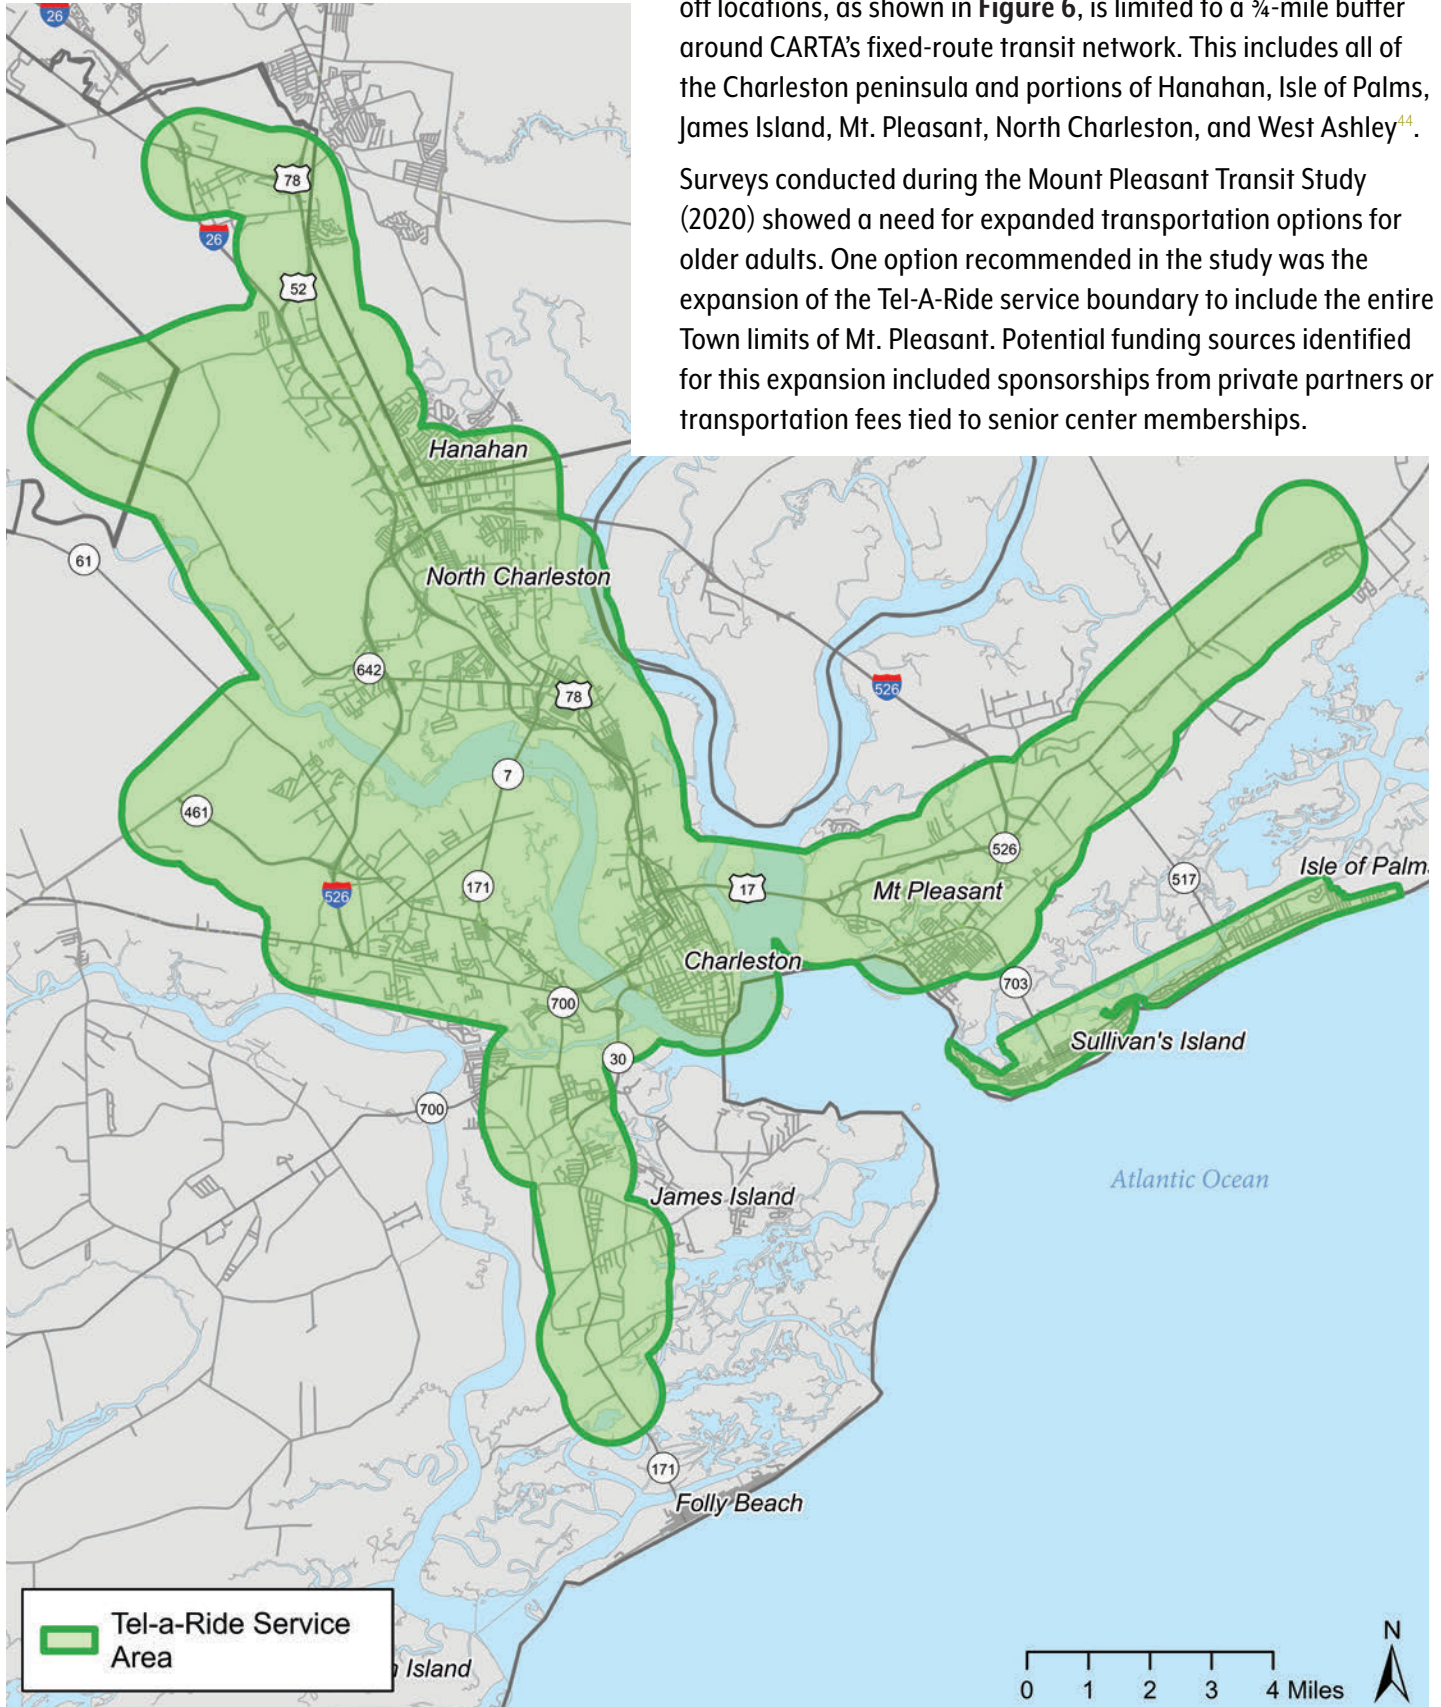 off locations, as shown in Figure 6, is limited to a ¾-mile buffer
around CARTA's fixed-route transit network. This includes all of
the Charleston peninsula and portions of Hanahan, Isle of Palms,
James Island, Mt. Pleasant, North Charleston, and West Ashley44.
Surveys conducted during the Mount Pleasant Transit Study
(2020) showed a need for expanded transportation options for
older adults. One option recommended in the study was the
expansion of the Tel-A-Ride service boundary to include the entire
Town limits of Mt. Pleasant. Potential funding sources identified
for this expansion included sponsorships from private partners or
transportation fees tied to senior center memberships.
26
78
26
52
Hanahan
61
North Charleston
642
78
526
7
461
526
171
526
17
Mt Pleasant
517
Isle of Palm
Charleston
703
700
Sullivan's Island
30
700
James Island
Atlantic Ocean
171
Folly Beach
Tel-a-Ride Service
Area
Island
N
0 1 2 3 4 Miles